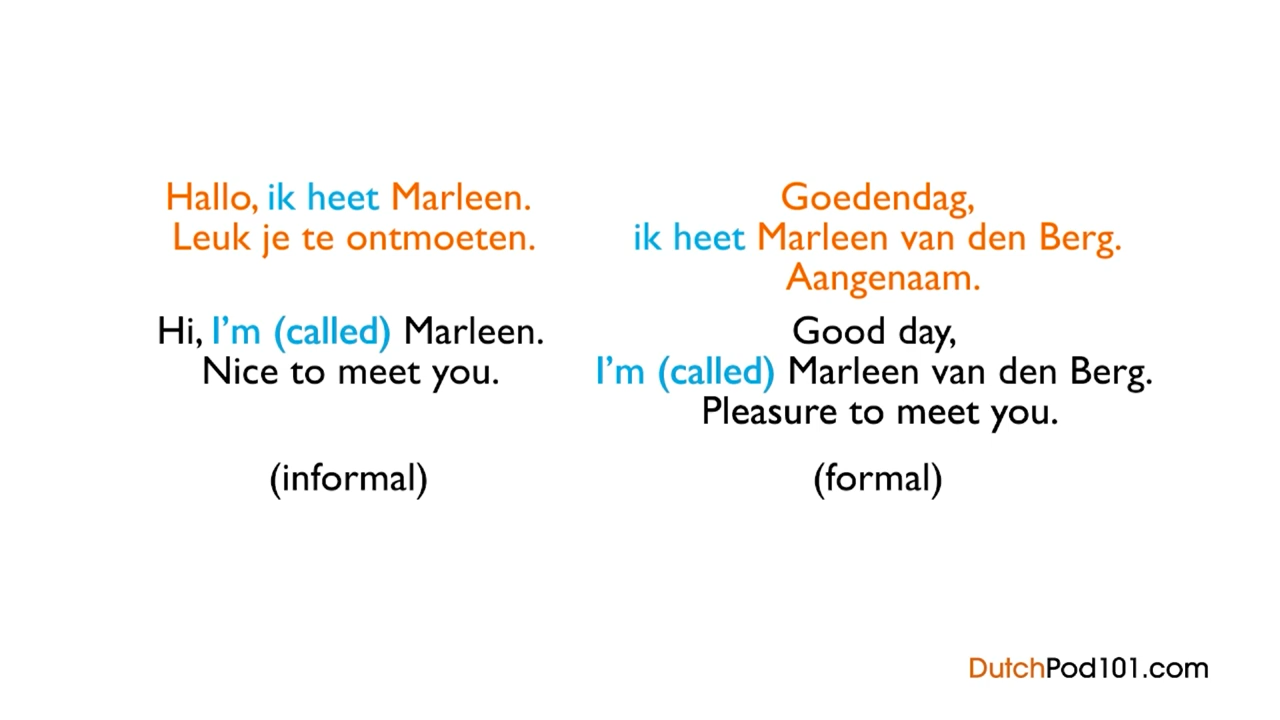 Hallo, ik heet Marleen.
Leuk je te ontmoeten.
Hi, I'm (called) Marleen.
Nice to meet you.
(informal)
Goedendag,
ik heet Marleen van den Berg.
Aangenaam.
Good day,
I'm (called) Marleen van den Berg.
Pleasure to meet you.
(formal)
DutchPod101.com